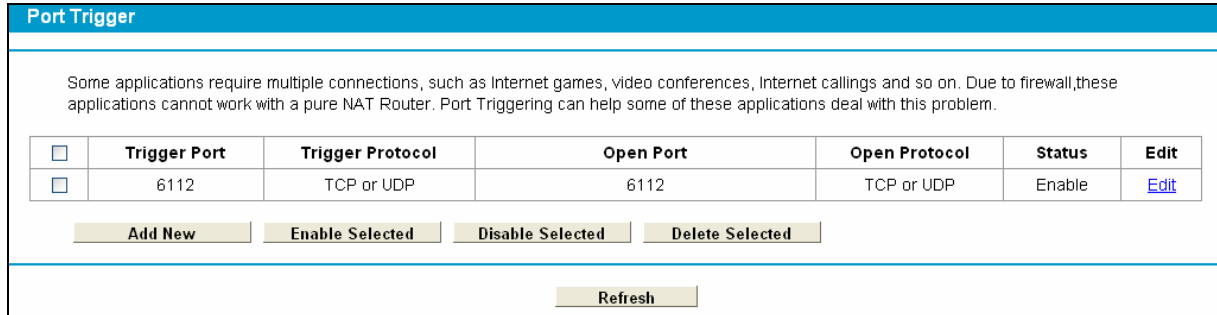 Port Trigger
Some applications require multiple connections, such as Internet games, video conferences, Internet callings and so on. Due to firewall,these
applications cannot work with a pure NAT Router. Port Triggering can help some of these applications deal with this problem.
Trigger Port Trigger Protocol Open Port Open Protocol Status Edit
6112 TCP or UDP 6112 TCP or UDP Enable Edit
Add New Enable Selected Disable Selected Delete Selected
Refresh